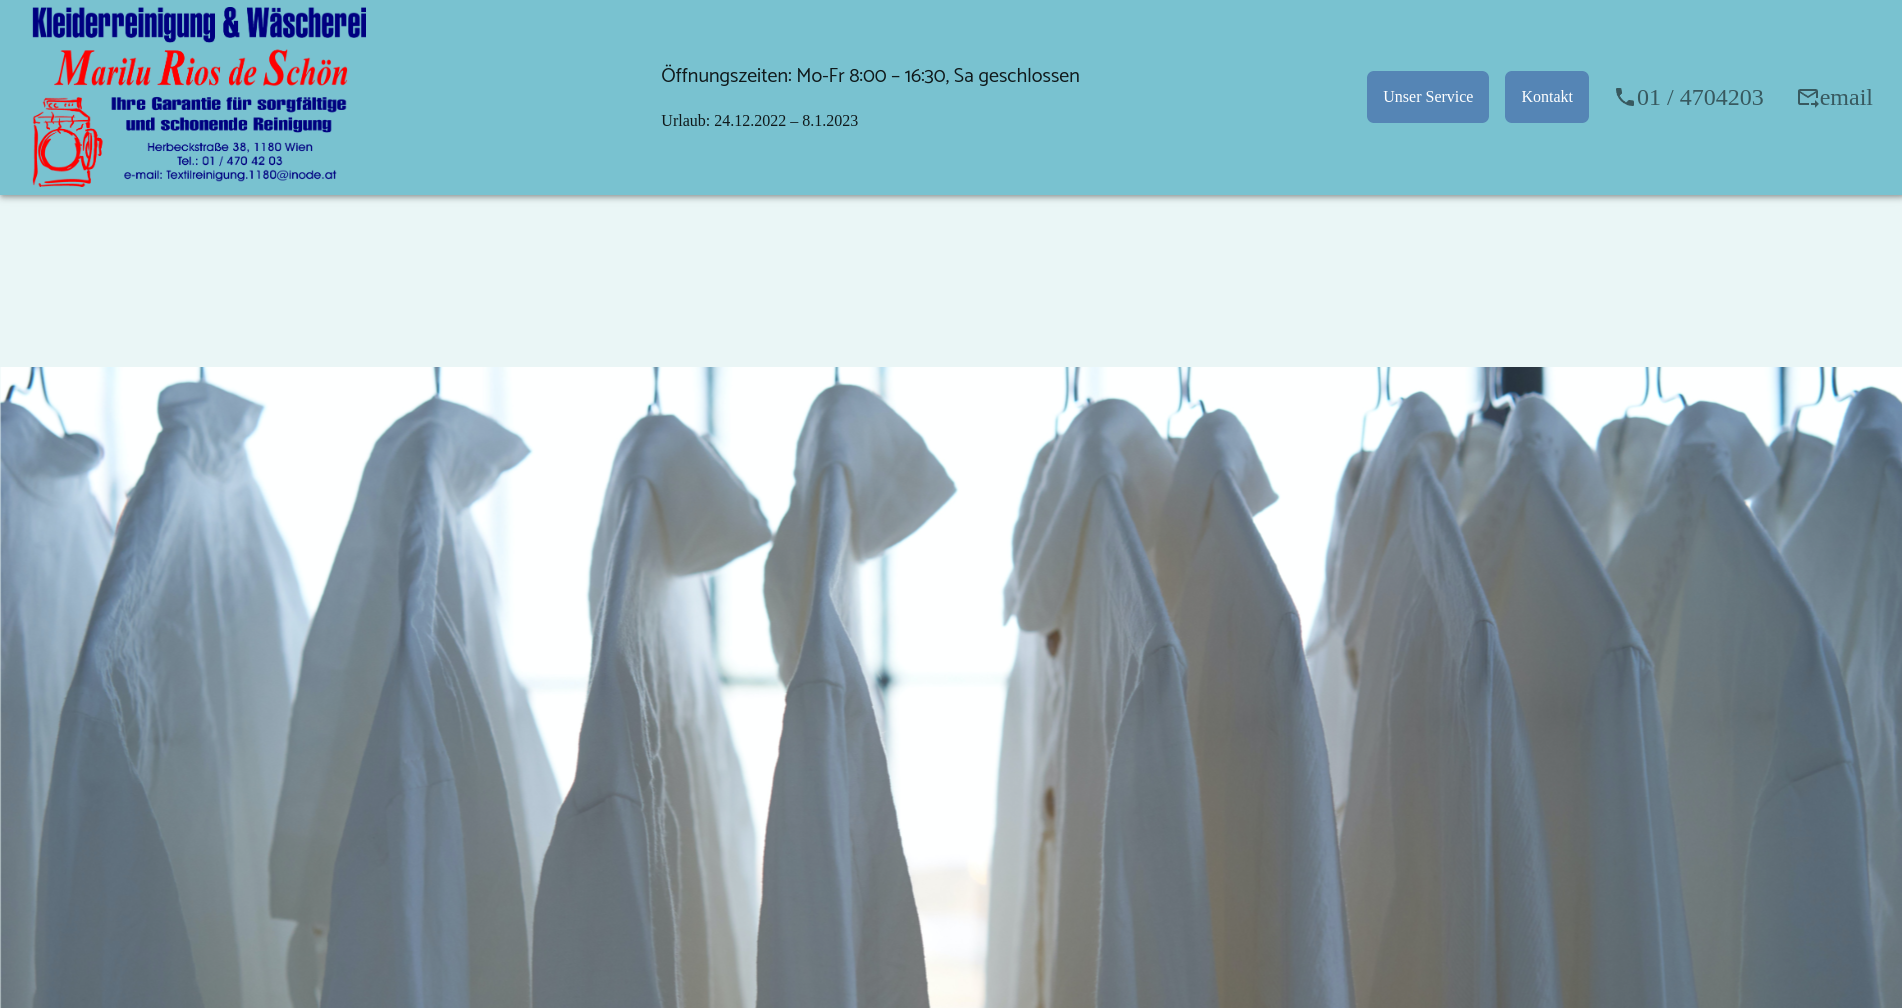 Kleiderreinigung & Wäscherei
Marilu Rios de Schön
Ihre Garantie für sorgfältige
und schonende Reinigung
Herbeckstraße 38, 1180 Wien
Tel.: 01 / 470 42 03
e-mail: Textilreinigung.1180@inode.at
Öffnungszeiten: Mo-Fr 8:00 – 16:30, Sa geschlossen
Urlaub: 24.12.2022 – 8.1.2023
Unser Service
Kontakt
01 / 4704203
email